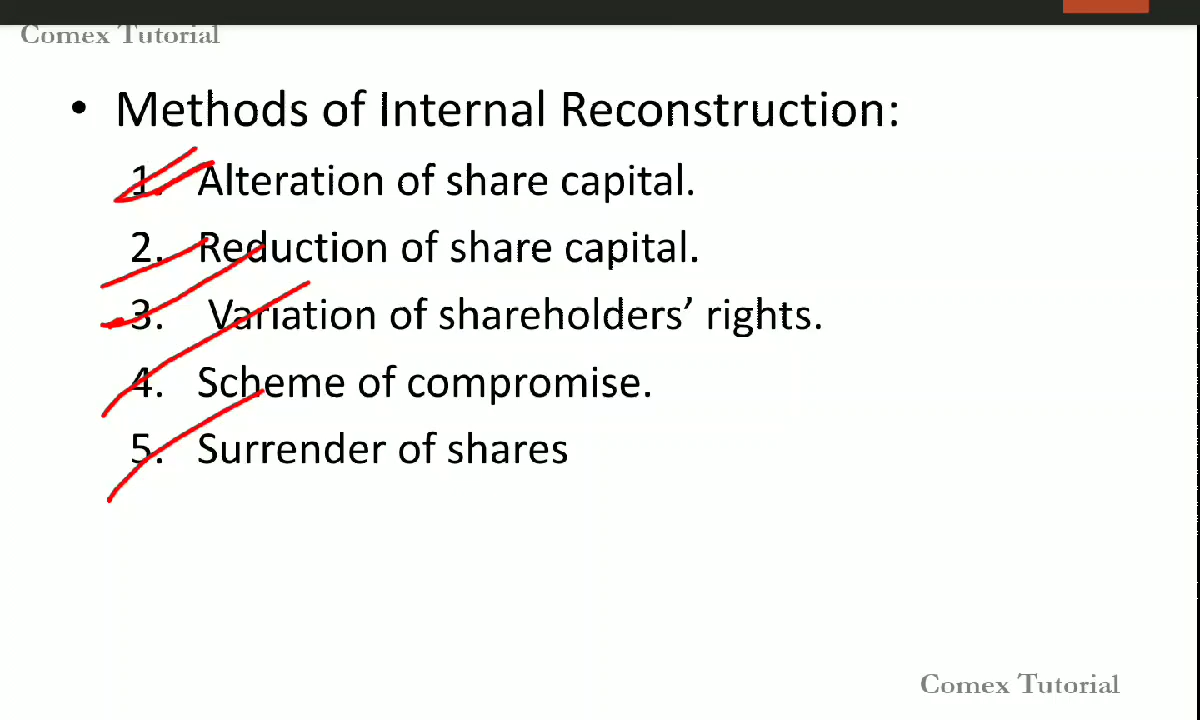 Comex Tutorial
• Methods of Internal Reconstruction:
1. Alteration of share capital.
2. Reduction of share capital.
3. Variation of shareholders’ rights.
4. Scheme of compromise.
5. Surrender of shares
Comex Tutorial